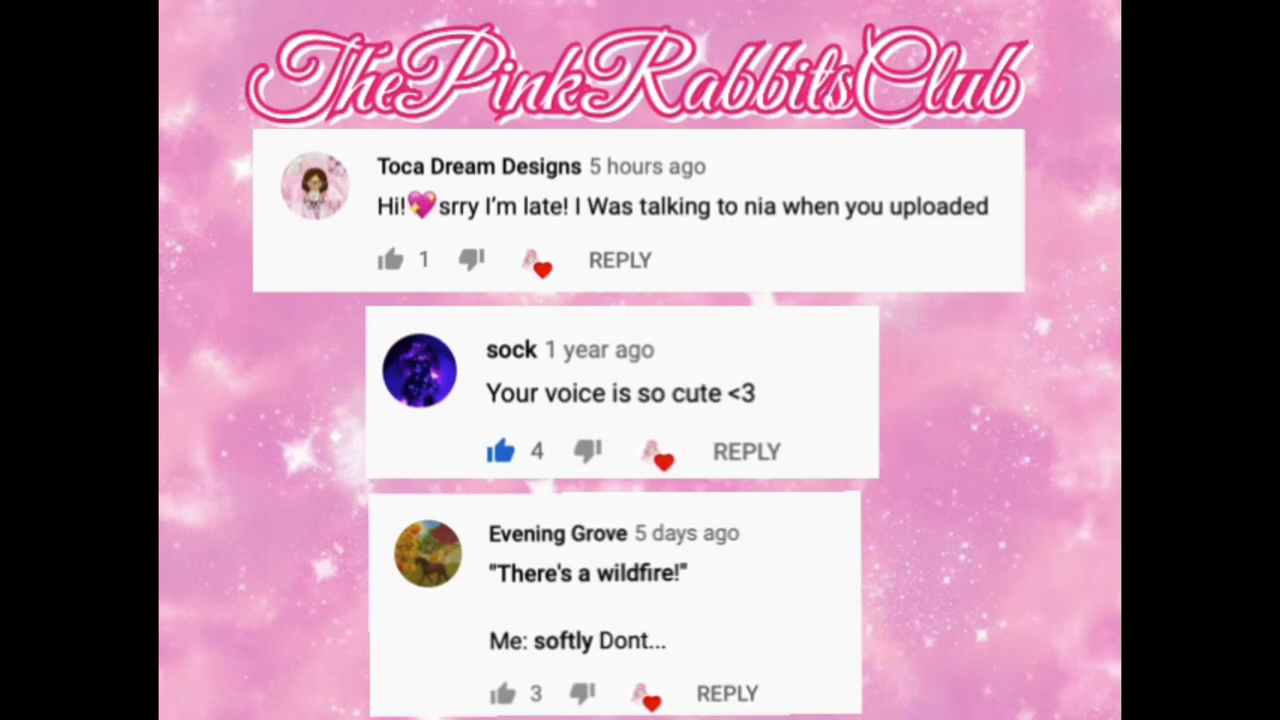 ThePinkRabbitsClub
Toca Dream Designs 5 hours ago
Hi!💖srry I'm late! I Was talking to nia when you uploaded
1 REPLY
sock 1 year ago
Your voice is so cute <3
4 REPLY
Evening Grove 5 days ago
"There's a wildfire!"
Me: softly Dont...
3 REPLY